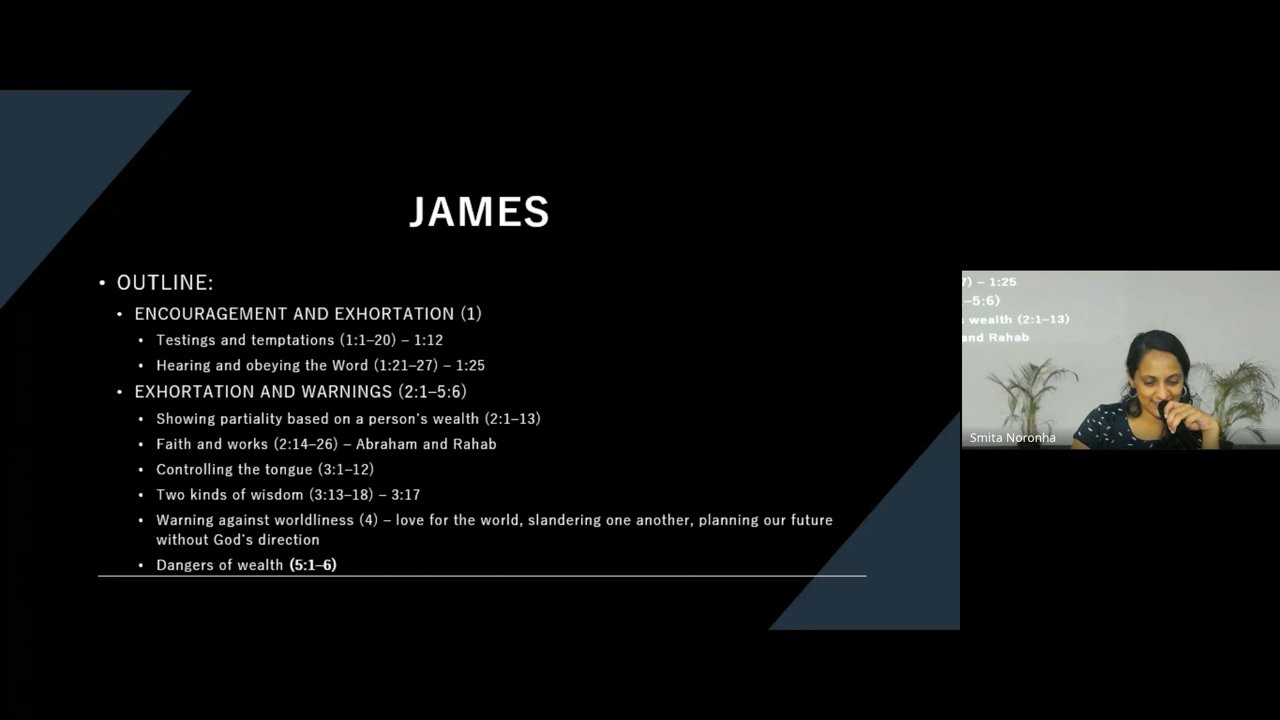 JAMES
• OUTLINE:
• ENCOURAGEMENT AND EXHORTATION (1)
• Testings and temptations (1:1–20) – 1:12
• Hearing and obeying the Word (1:21–27) – 1:25
• EXHORTATION AND WARNINGS (2:1–5:6)
• Showing partiality based on a person's wealth (2:1–13)
• Faith and works (2:14–26) – Abraham and Rahab
• Controlling the tongue (3:1–12)
• Two kinds of wisdom (3:13–18) – 3:17
• Warning against worldliness (4) – love for the world, slandering one another, planning our future
without God's direction
• Dangers of wealth (5:1–6)
7) – 1:25
–5:6)
wealth (2:1–13)
and Rahab
Smita Noronha